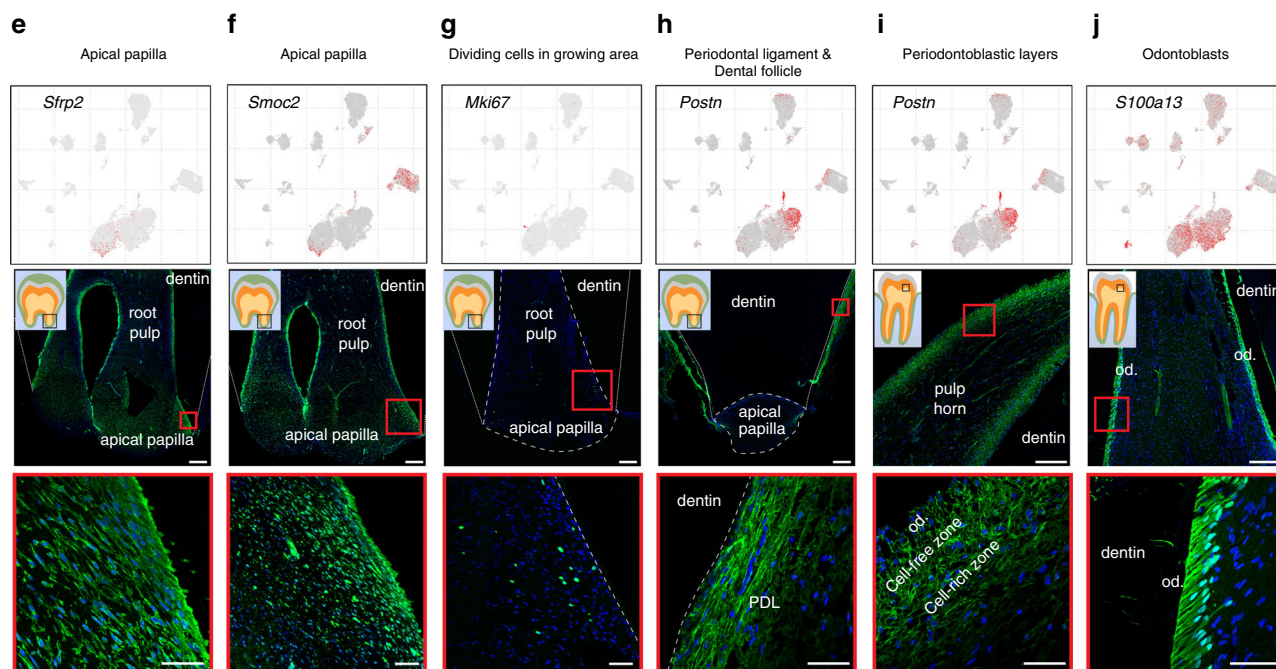 e
Apical papilla
f
Apical papilla
g
Dividing cells in growing area
h
Periodontal ligament &
Dental follicle
i
Periodontoblastic layers
j
Odontoblasts
Sfrp2
Smoc2
Mki67
Postn
Postn
S100a13
dentin
root
pulp
apical papilla
dentin
root
pulp
apical papilla
dentin
root
pulp
apical papilla
dentin
apical
papilla
pulp
horn
dentin
dentin
od.
od.
dentin
PDL
od.
Cell-free zone
Cell-rich zone
dentin
od.